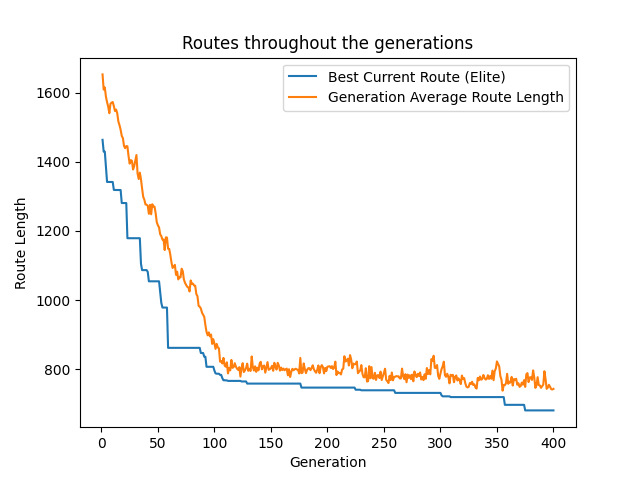 Routes throughout the generations
Best Current Route (Elite)
Generation Average Route Length
Route Length
1600
1400
1200
1000
800
0 50 100 150 200 250 300 350 400
Generation